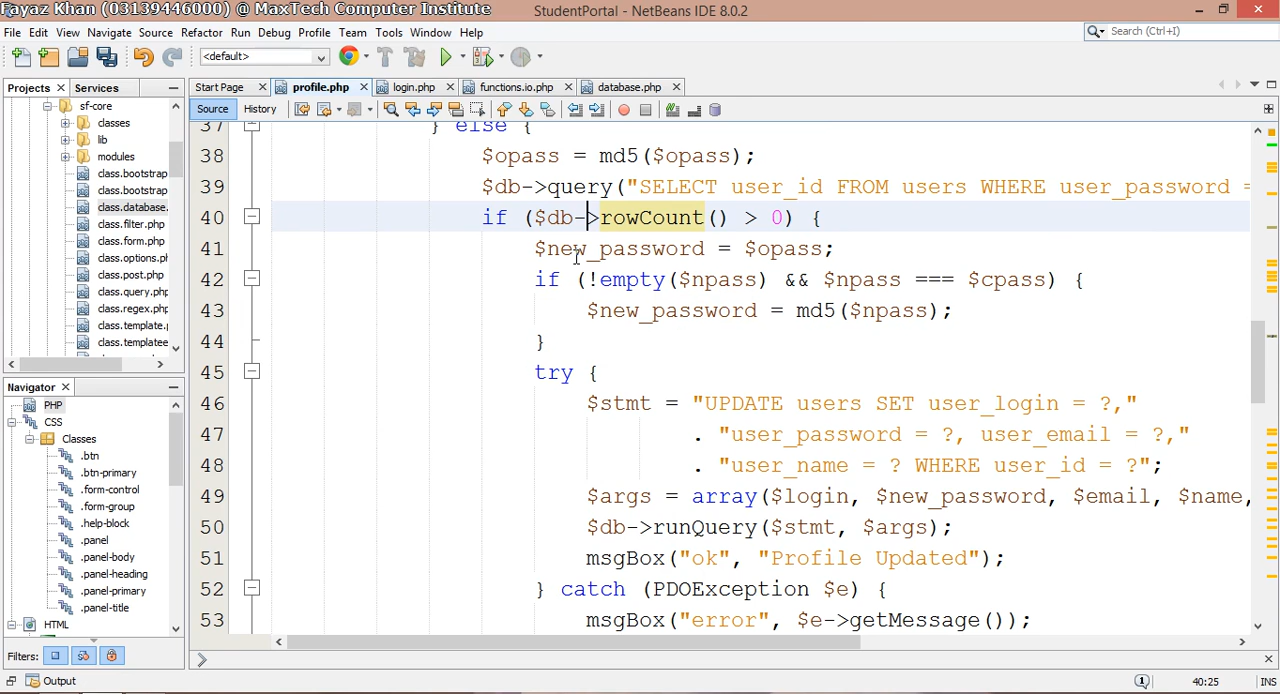 Fayaz Khan (03139446000) @ MaxTech Computer Institute
StudentPortal - NetBeans IDE 8.0.2
File Edit View Navigate Source Refactor Run Debug Profile Team Tools Window Help
Search (Ctrl+I)
<default>
Projects Services
Start Page profile.php login.php functions.io.php database.php
Source History
sf-core
classes
lib
modules
class.bootstrap
class.bootstrap
class.database.
class.filter.php
class.form.php
class.options.pl
class.post.php
class.query.php
class.regex.php
class.template.
class.templatee
37 } else {
38 $opass = md5($opass);
39 $db->query("SELECT user_id FROM users WHERE user_password =
40 if ($db->rowCount() > 0) {
41 $new_password = $opass;
42 if (!empty($npass) && $npass === $cpass) {
43 $new_password = md5($npass);
44 }
45 try {
46 $stmt = "UPDATE users SET user_login = ?,"
47 . "user_password = ?, user_email = ?,"
48 . "user_name = ? WHERE user_id = ?";
49 $args = array($login, $new_password, $email, $name,
50 $db->runQuery($stmt, $args);
51 msgBox("ok", "Profile Updated");
52 } catch (PDOException $e) {
53 msgBox("error", $e->getMessage());
Navigator
PHP
CSS
Classes
.btn
.btn-primary
.form-control
.form-group
.help-block
.panel
.panel-body
.panel-heading
.panel-primary
.panel-title
HTML
Filters:
Output
1
40:25
INS